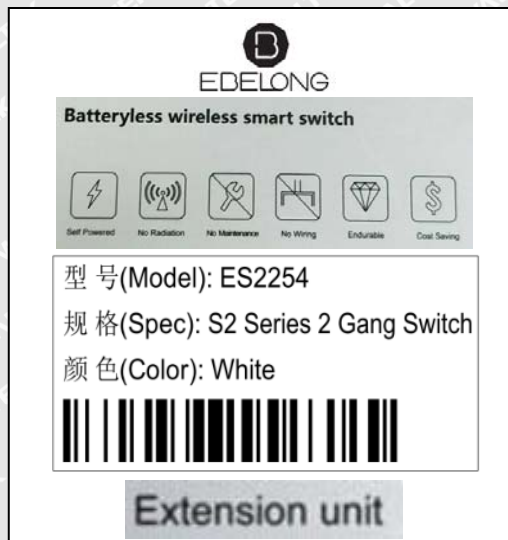 EBELONG
Batteryless wireless smart switch
Self Powered No Radiation No Maintenance No Wiring Endurable Cost Saving
型 号(Model): ES2254
规 格(Spec): S2 Series 2 Gang Switch
颜 色(Color): White
Extension unit